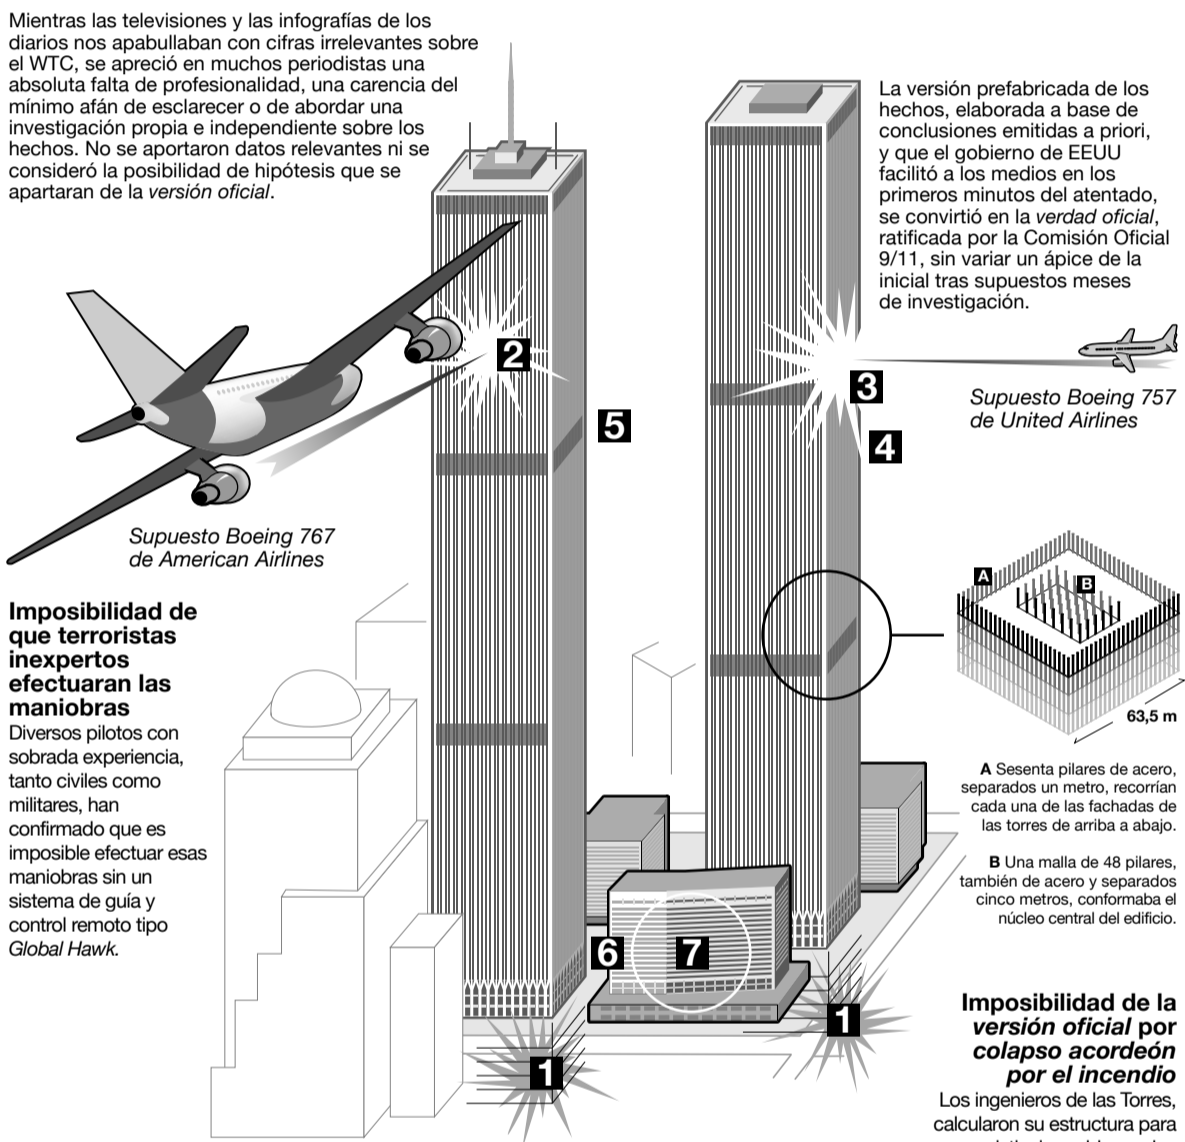 Mientras las televisiones y las infografías de los
diarios nos apabullaban con cifras irrelevantes sobre
el WTC, se apreció en muchos periodistas una
absoluta falta de profesionalidad, una carencia del
mínimo afán de esclarecer o de abordar una
investigación propia e independiente sobre los
hechos. No se aportaron datos relevantes ni se
consideró la posibilidad de hipótesis que se
apartaran de la versión oficial.
La versión prefabricada de los
hechos, elaborada a base de
conclusiones emitidas a priori,
y que el gobierno de EEUU
facilitó a los medios en los
primeros minutos del atentado,
se convirtió en la verdad oficial,
ratificada por la Comisión Oficial
9/11, sin variar un ápice de la
inicial tras supuestos meses
de investigación.
2
3
4
5
Supuesto Boeing 757
de United Airlines
Supuesto Boeing 767
de American Airlines
Imposibilidad de
que terroristas
inexpertos
efectuaran las
maniobras
Diversos pilotos con
sobrada experiencia,
tanto civiles como
militares, han
confirmado que es
imposible efectuar esas
maniobras sin un
sistema de guía y
control remoto tipo
Global Hawk.
A
B
63,5 m
A Sesenta pilares de acero,
separados un metro, recorrían
cada una de las fachadas de
las torres de arriba a abajo.
B Una malla de 48 pilares,
también de acero y separados
cinco metros, conformaba el
núcleo central del edificio.
6
7
1
1
Imposibilidad de la
versión oficial por
colapso acordeón
por el incendio
Los ingenieros de las Torres,
calcularon su estructura para